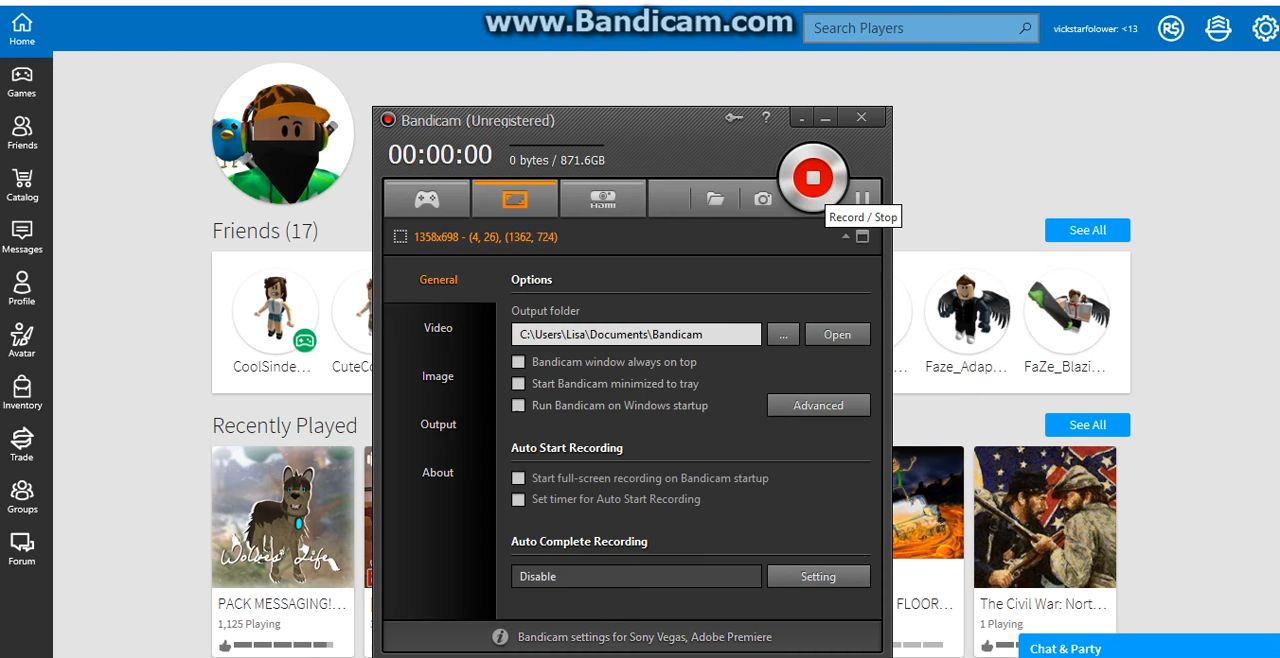 www.Bandicam.com
Search Players
vickstarfolower: <13
R$
Home
Games
Friends
Catalog
Messages
Profile
Avatar
Inventory
Trade
Groups
Forum
Bandicam (Unregistered)
?
00:00:00
0 bytes / 871.6GB
HDMI
Record / Stop
1358x698 - (4, 26), (1362, 724)
General
Video
Image
Output
About
Options
Output folder
C:\Users\Lisa\Documents\Bandicam
...
Open
Bandicam window always on top
Start Bandicam minimized to tray
Run Bandicam on Windows startup
Advanced
Auto Start Recording
Start full-screen recording on Bandicam startup
Set timer for Auto Start Recording
Auto Complete Recording
Disable
Setting
Bandicam settings for Sony Vegas, Adobe Premiere
Friends (17)
See All
CoolSinde...
CuteC
...
Faze_Adap...
FaZe_Blazi...
Recently Played
See All
Wolves' Life
PACK MESSAGING!...
1,125 Playing
FLOOR...
The Civil War: Nort...
1 Playing
Chat & Party